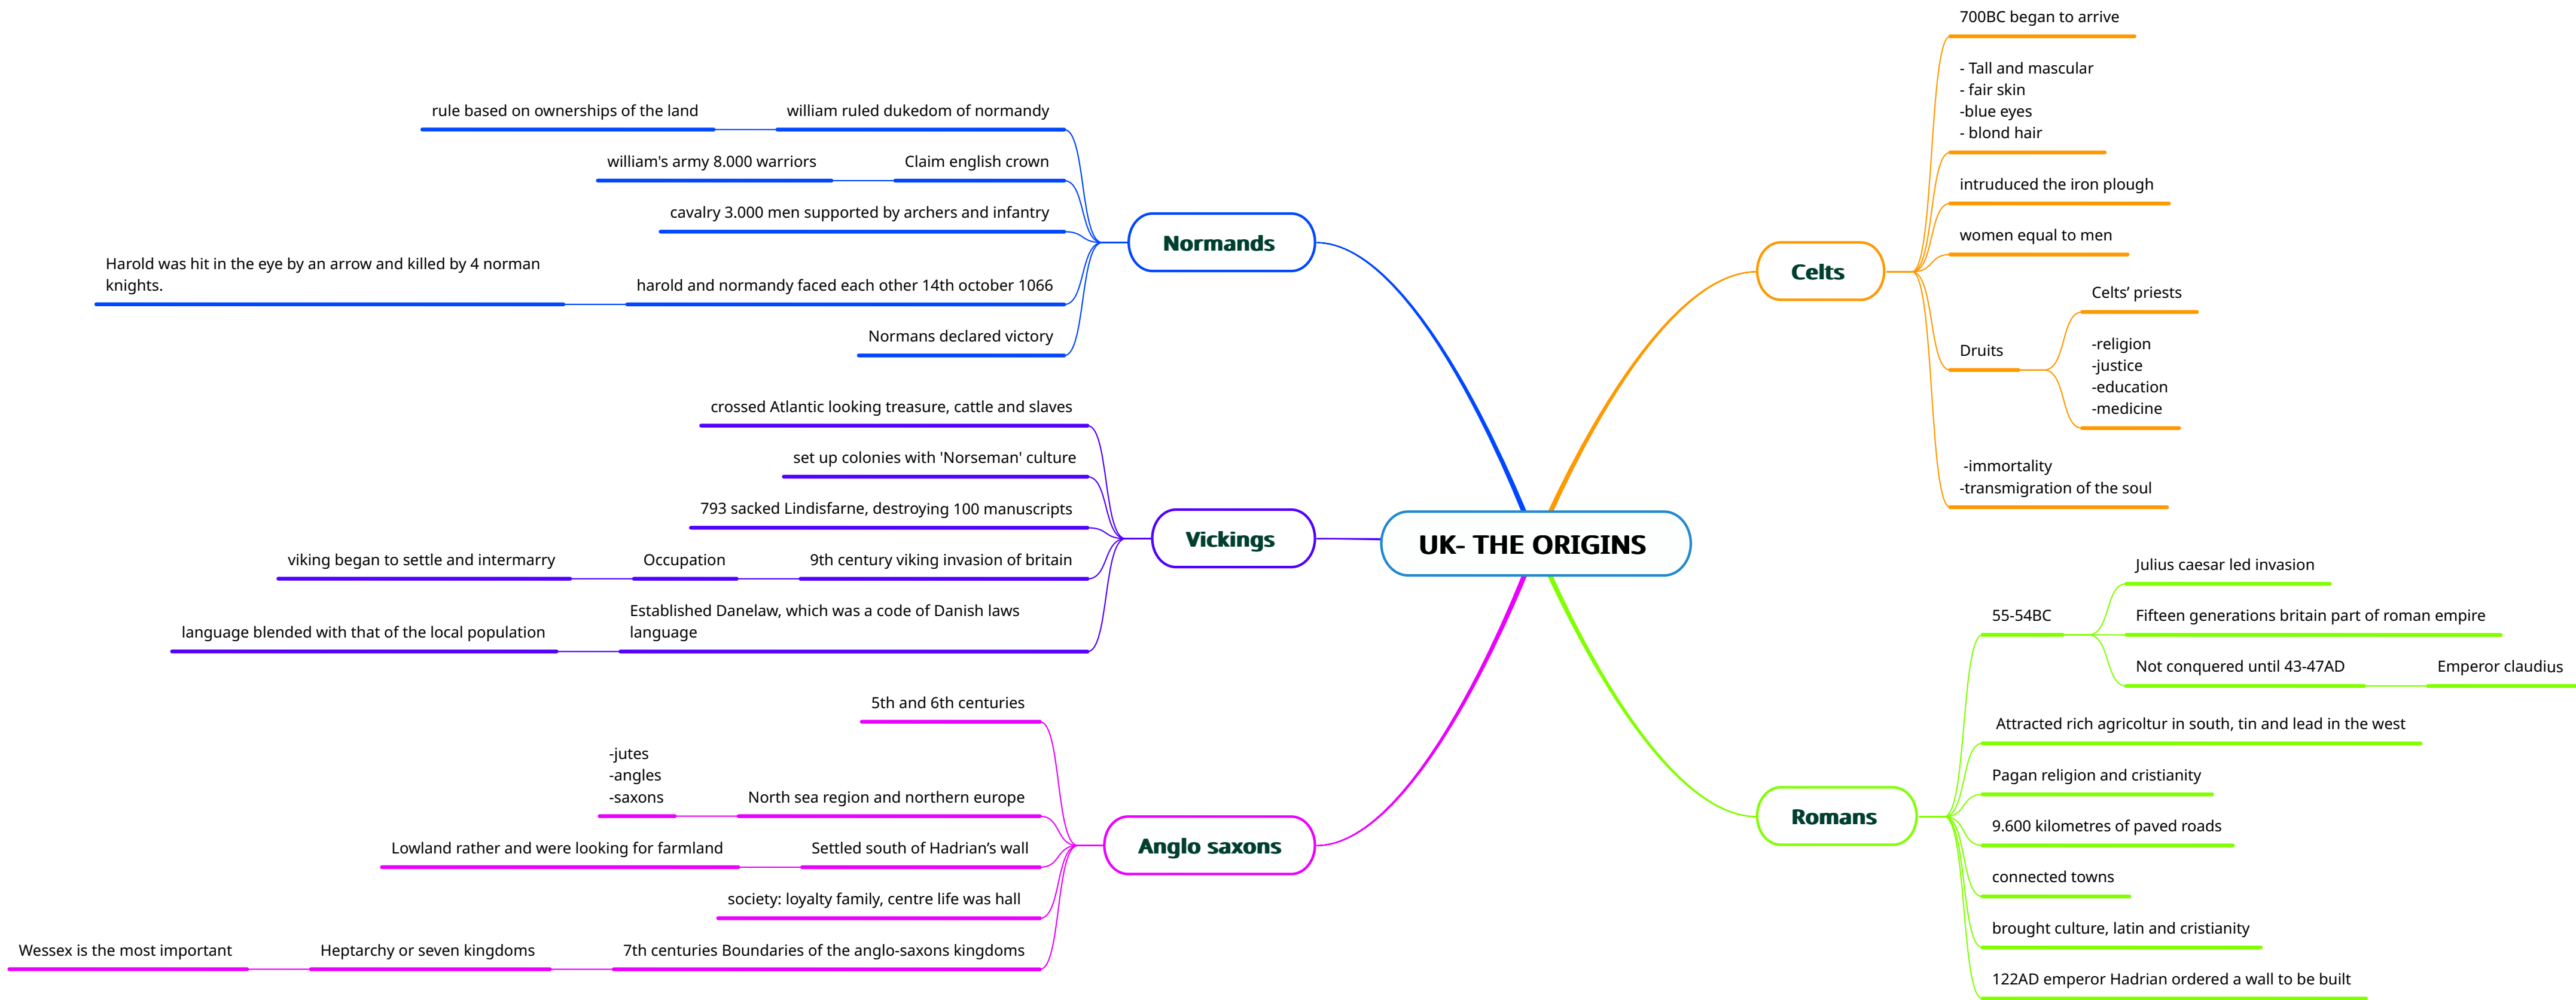 UK- THE ORIGINS
Celts
700BC began to arrive
- Tall and mascular
- fair skin
-blue eyes
- blond hair
intruduced the iron plough
women equal to men
Druits
Celts’ priests
-religion
-justice
-education
-medicine
-immortality
-transmigration of the soul
Romans
55-54BC
Julius caesar led invasion
Fifteen generations britain part of roman empire
Not conquered until 43-47AD
Emperor claudius
Attracted rich agricoltur in south, tin and lead in the west
Pagan religion and cristianity
9.600 kilometres of paved roads
connected towns
brought culture, latin and cristianity
122AD emperor Hadrian ordered a wall to be built
Normands
william ruled dukedom of normandy
rule based on ownerships of the land
Claim english crown
william's army 8.000 warriors
cavalry 3.000 men supported by archers and infantry
harold and normandy faced each other 14th october 1066
Harold was hit in the eye by an arrow and killed by 4 norman
knights.
Normans declared victory
Vickings
crossed Atlantic looking treasure, cattle and slaves
set up colonies with 'Norseman' culture
793 sacked Lindisfarne, destroying 100 manuscripts
9th century viking invasion of britain
Occupation
viking began to settle and intermarry
Established Danelaw, which was a code of Danish laws
language
language blended with that of the local population
Anglo saxons
5th and 6th centuries
North sea region and northern europe
-jutes
-angles
-saxons
Settled south of Hadrian’s wall
Lowland rather and were looking for farmland
society: loyalty family, centre life was hall
7th centuries Boundaries of the anglo-saxons kingdoms
Heptarchy or seven kingdoms
Wessex is the most important